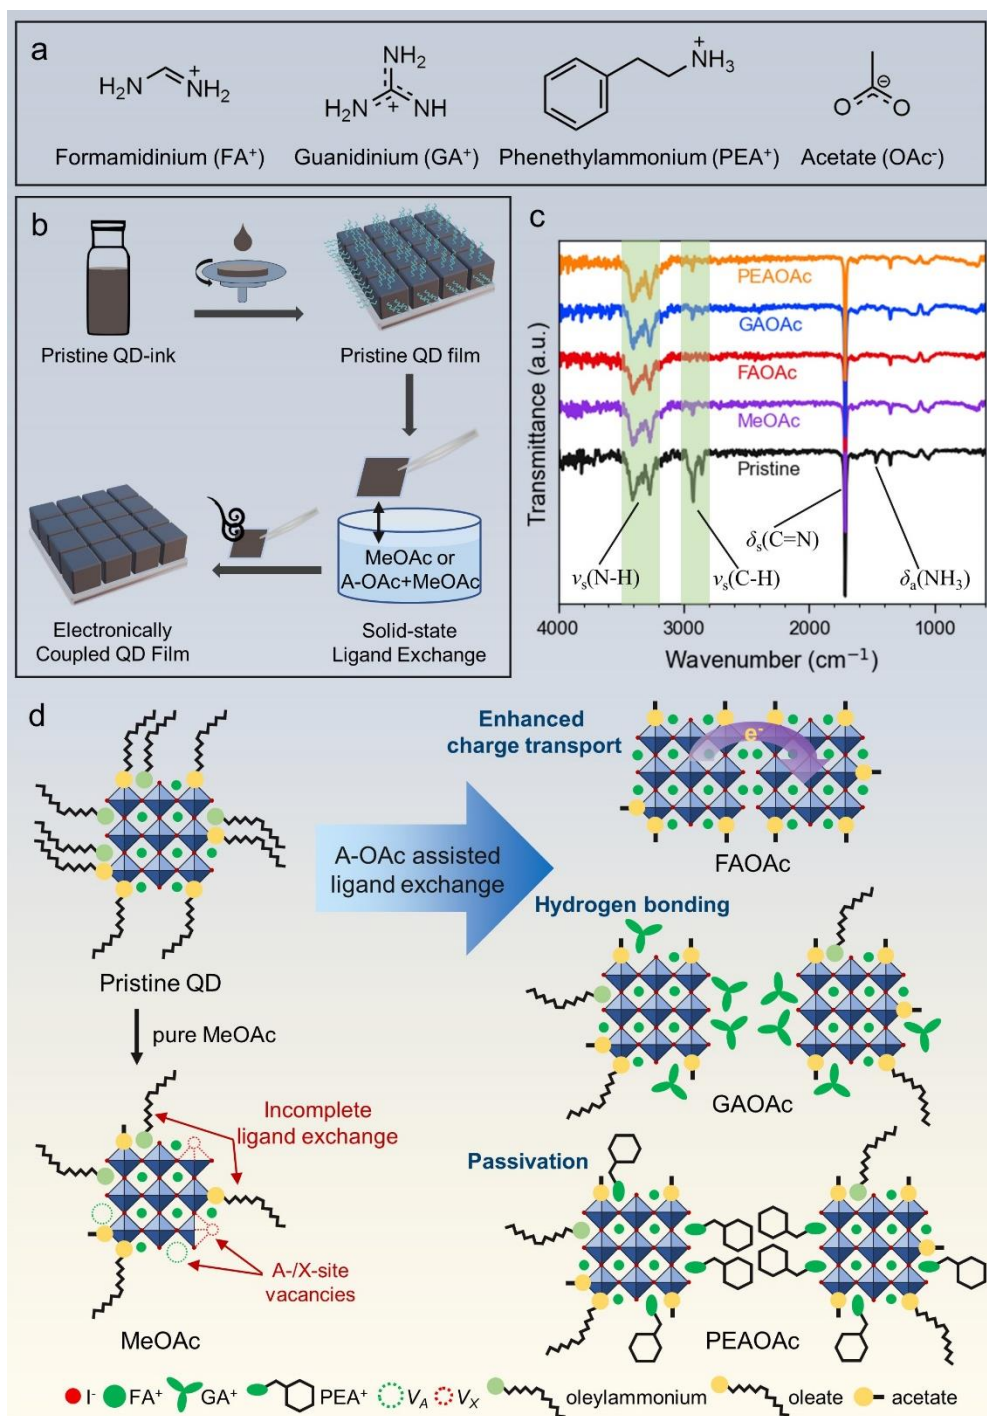 a
NH₂
H₂N
NH₂
+
H₂N
NH
+
NH₃
+
O
O
⊖
Formamidinium (FA⁺)
Guanidinium (GA⁺)
Phenethylammonium (PEA⁺)
Acetate (OAc⁻)
b
Pristine QD-ink
Pristine QD film
MeOAc or
A-OAc+MeOAc
Solid-state
Ligand Exchange
Electronically
Coupled QD Film
c
Transmittance (a.u.)
PEAOAc
GAOAc
FAOAc
MeOAc
Pristine
νₛ(N-H)
νₛ(C-H)
δₛ(C=N)
δₐ(NH₃)
4000
3000
2000
1000
Wavenumber (cm⁻¹)
d
Pristine QD
pure MeOAc
Incomplete
ligand exchange
A-/X-site
vacancies
MeOAc
A-OAc assisted
ligand exchange
Enhanced
charge transport
e⁻
FAOAc
Hydrogen bonding
GAOAc
Passivation
PEAOAc
I⁻
FA⁺
GA⁺
PEA⁺
V_A
V_X
oleylammonium
oleate
acetate